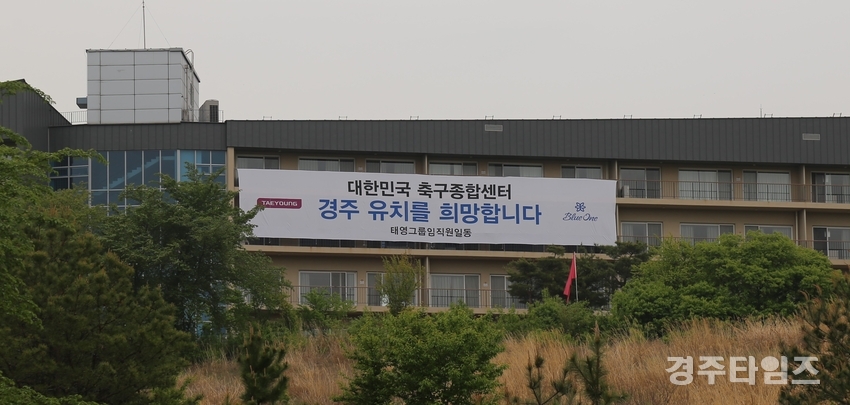 대한민국 축구종합센터
TAEYOUNG
경주 유치를 희망합니다
Blue One
태영그룹임직원일동
경주타임즈